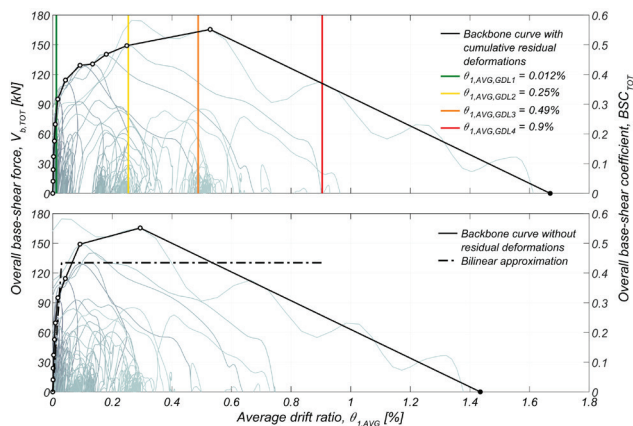 180
150
120
90
60
30
0
0.6
0.5
0.4
0.3
0.2
0.1
0
Overall base-shear force, V_b,TOT [kN]
Overall base-shear coefficient, BSC_TOT
Backbone curve with
cumulative residual
deformations
θ_1,AVG,GDL1 = 0.012%
θ_1,AVG,GDL2 = 0.25%
θ_1,AVG,GDL3 = 0.49%
θ_1,AVG,GDL4 = 0.9%
180
150
120
90
60
30
0
0.6
0.5
0.4
0.3
0.2
0.1
0
Backbone curve without
residual deformations
Bilinear approximation
0 0.2 0.4 0.6 0.8 1 1.2 1.4 1.6 1.8
Average drift ratio, θ_1,AVG [%]